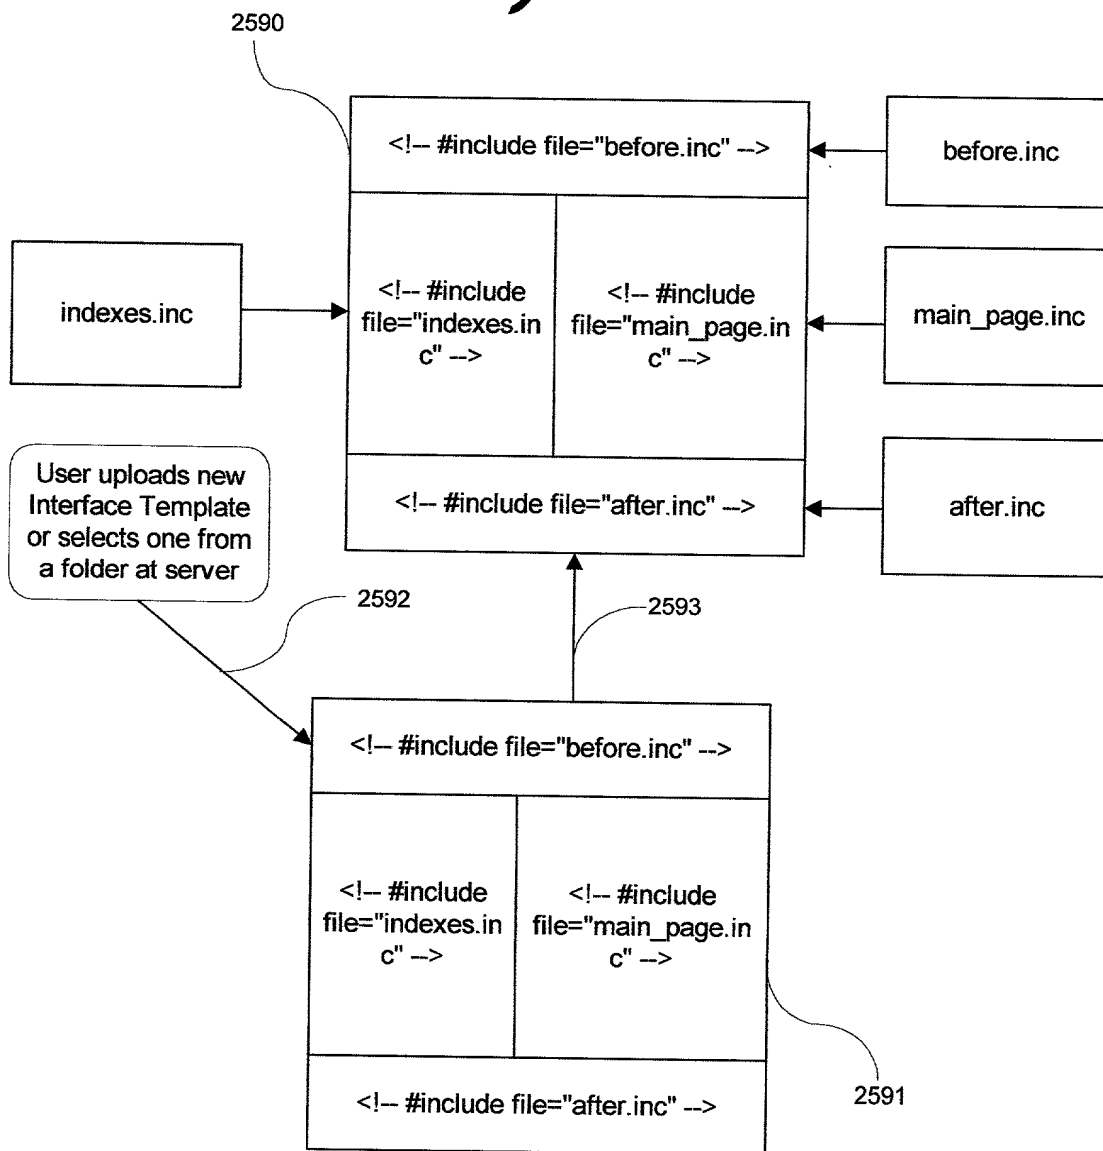 2590
<!-- #include file="before.inc" -->
before.inc
indexes.inc
<!-- #include
file="indexes.in
c" -->
<!-- #include
file="main_page.in
c" -->
main_page.inc
<!-- #include file="after.inc" -->
after.inc
User uploads new
Interface Template
or selects one from
a folder at server
2592
2593
<!-- #include file="before.inc" -->
<!-- #include
file="indexes.in
c" -->
<!-- #include
file="main_page.in
c" -->
<!-- #include file="after.inc" -->
2591